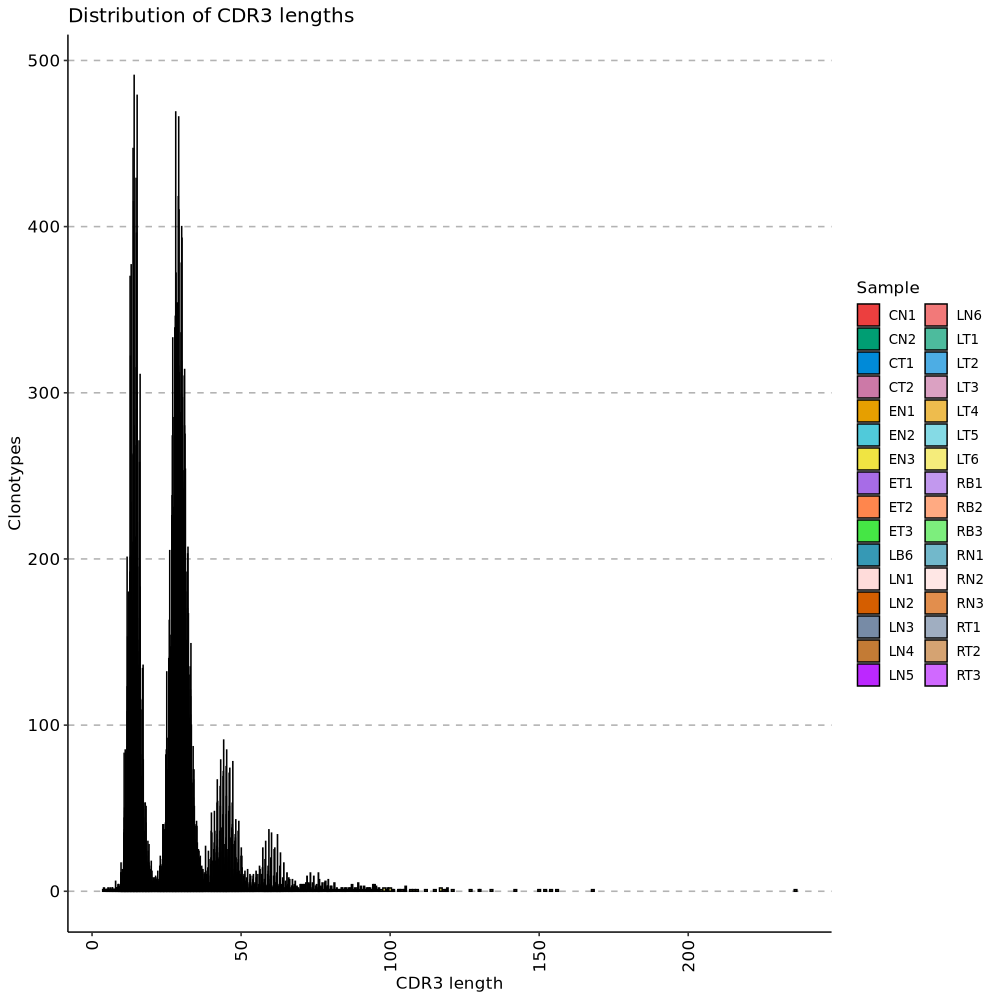 Distribution of CDR3 lengths
500
400
300
200
100
0
Clonotypes
0
50
100
150
200
CDR3 length
Sample
CN1
CN2
CT1
CT2
EN1
EN2
EN3
ET1
ET2
ET3
LB6
LN1
LN2
LN3
LN4
LN5
LN6
LT1
LT2
LT3
LT4
LT5
LT6
RB1
RB2
RB3
RN1
RN2
RN3
RT1
RT2
RT3